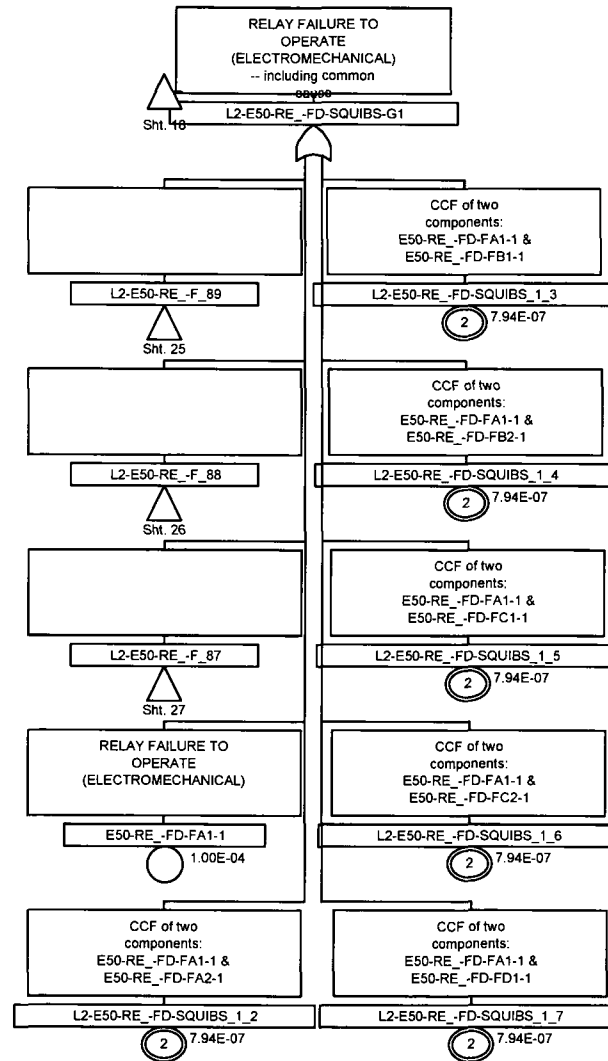 RELAY FAILURE TO
OPERATE
(ELECTROMECHANICAL)
-- including common
cause
Sht. 18
L2-E50-RE_-FD-SQUIBS-G1
L2-E50-RE_-F_89
Sht. 25
CCF of two
components:
E50-RE_-FD-FA1-1 &
E50-RE_-FD-FB1-1
L2-E50-RE_-FD-SQUIBS_1_3
2
7.94E-07
L2-E50-RE_-F_88
Sht. 26
CCF of two
components:
E50-RE_-FD-FA1-1 &
E50-RE_-FD-FB2-1
L2-E50-RE_-FD-SQUIBS_1_4
2
7.94E-07
L2-E50-RE_-F_87
Sht. 27
CCF of two
components:
E50-RE_-FD-FA1-1 &
E50-RE_-FD-FC1-1
L2-E50-RE_-FD-SQUIBS_1_5
2
7.94E-07
RELAY FAILURE TO
OPERATE
(ELECTROMECHANICAL)
E50-RE_-FD-FA1-1
1.00E-04
CCF of two
components:
E50-RE_-FD-FA1-1 &
E50-RE_-FD-FC2-1
L2-E50-RE_-FD-SQUIBS_1_6
2
7.94E-07
CCF of two
components:
E50-RE_-FD-FA1-1 &
E50-RE_-FD-FA2-1
L2-E50-RE_-FD-SQUIBS_1_2
2
7.94E-07
CCF of two
components:
E50-RE_-FD-FA1-1 &
E50-RE_-FD-FD1-1
L2-E50-RE_-FD-SQUIBS_1_7
2
7.94E-07